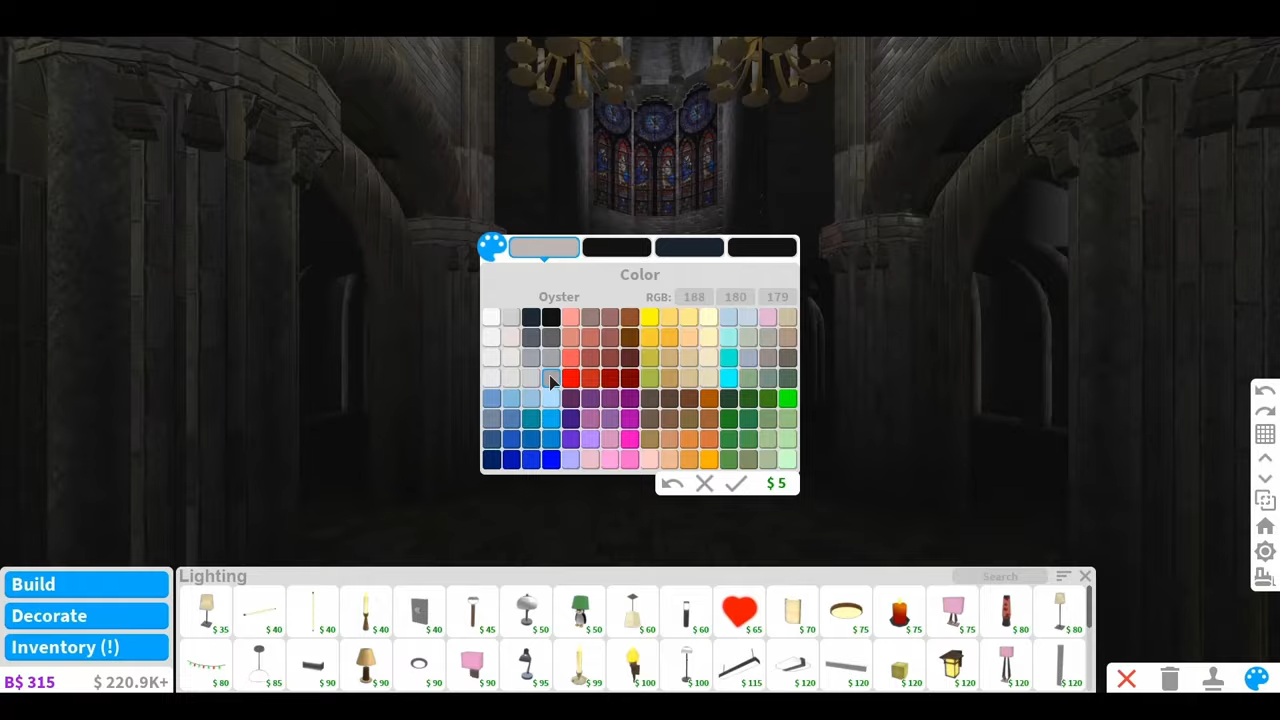 Color
Oyster RGB: 188 180 179
$ 5
Build
Decorate
Inventory (!)
B$ 315 $ 220.9K+
Lighting Search
$ 35 $ 40 $ 40 $ 40 $ 40 $ 45 $ 50 $ 50 $ 60 $ 60 $ 65 $ 70 $ 75 $ 75 $ 75 $ 80 $ 80
$ 80 $ 85 $ 90 $ 90 $ 90 $ 90 $ 95 $ 99 $ 100 $ 100 $ 115 $ 120 $ 120 $ 120 $ 120 $ 120 $ 120